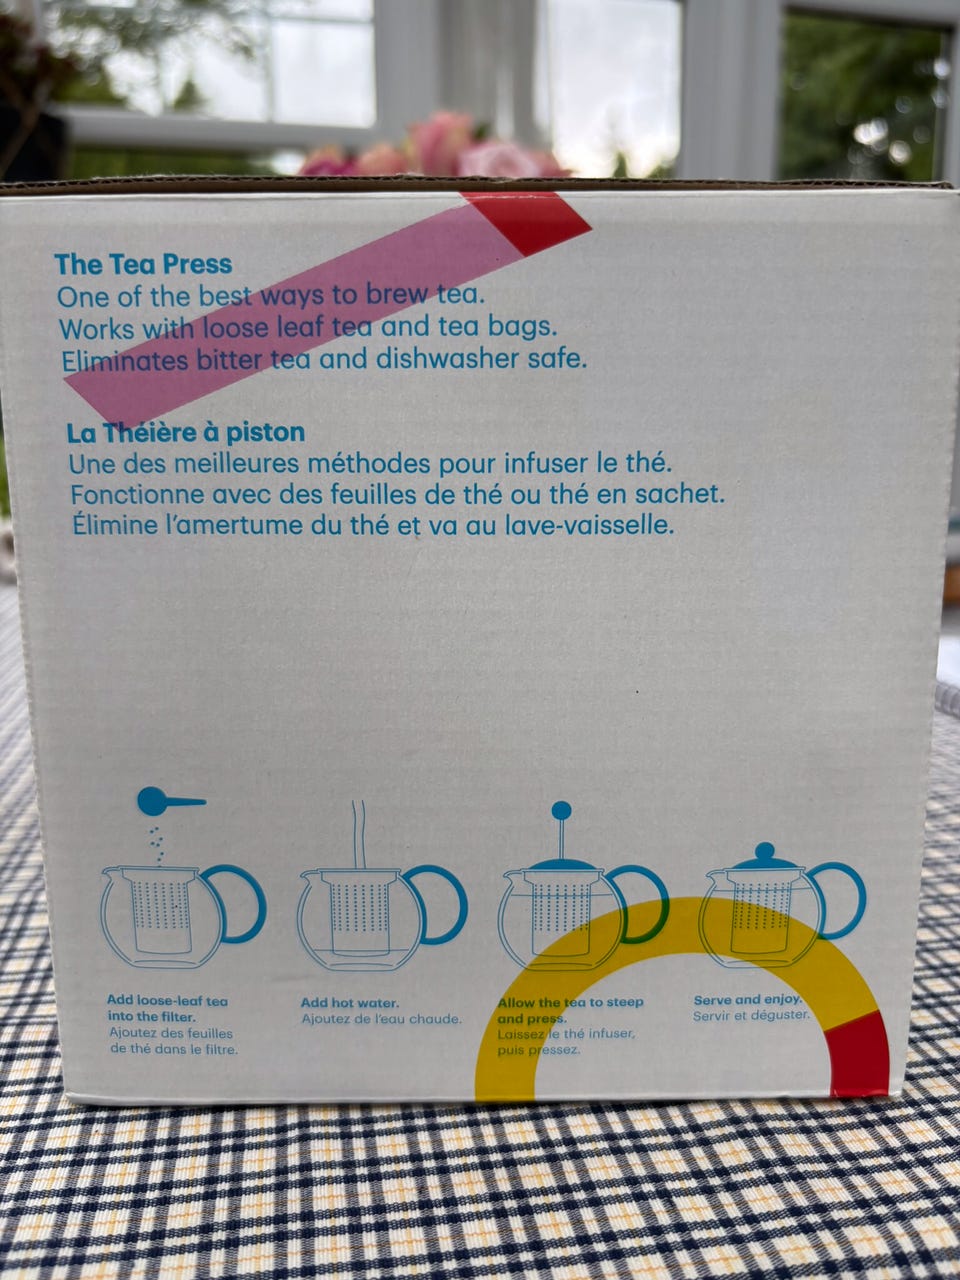 The Tea Press
One of the best ways to brew tea.
Works with loose leaf tea and tea bags.
Eliminates bitter tea and dishwasher safe.
La Théière à piston
Une des meilleures méthodes pour infuser le thé.
Fonctionne avec des feuilles de thé ou thé en sachet.
Élimine l'amertume du thé et va au lave-vaisselle.
Add loose-leaf tea
into the filter.
Ajoutez des feuilles
de thé dans le filtre.
Add hot water.
Ajoutez de l'eau chaude.
Allow the tea to steep
and press.
Laissez le thé infuser,
puis pressez.
Serve and enjoy.
Servir et déguster.